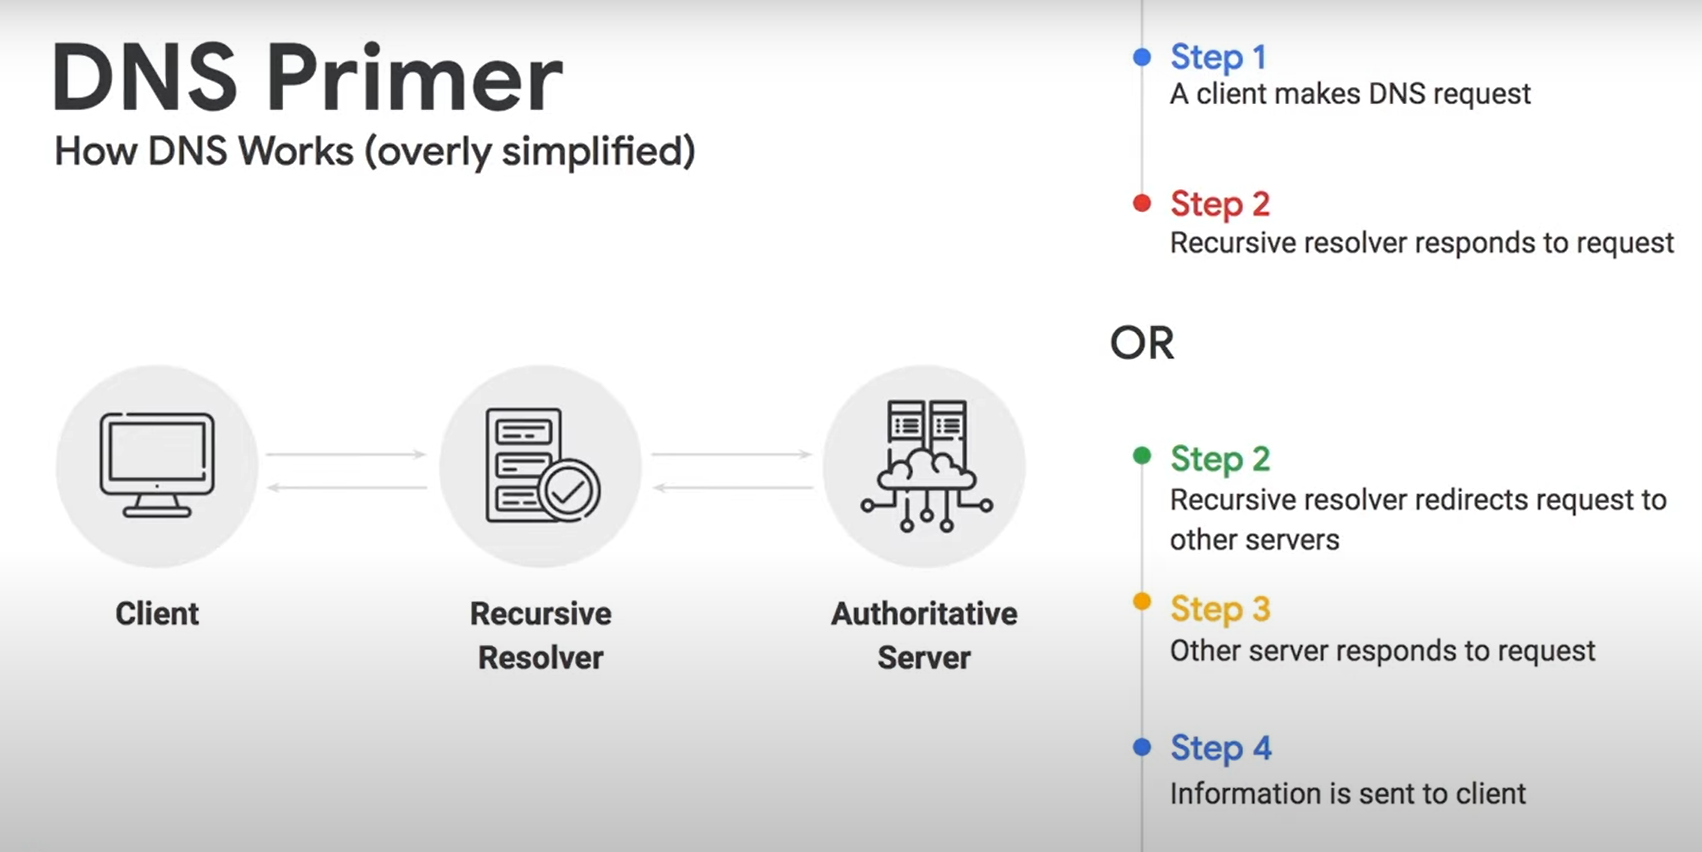 DNS Primer
How DNS Works (overly simplified)
Client
Recursive
Resolver
Authoritative
Server
Step 1
A client makes DNS request
Step 2
Recursive resolver responds to request
OR
Step 2
Recursive resolver redirects request to
other servers
Step 3
Other server responds to request
Step 4
Information is sent to client